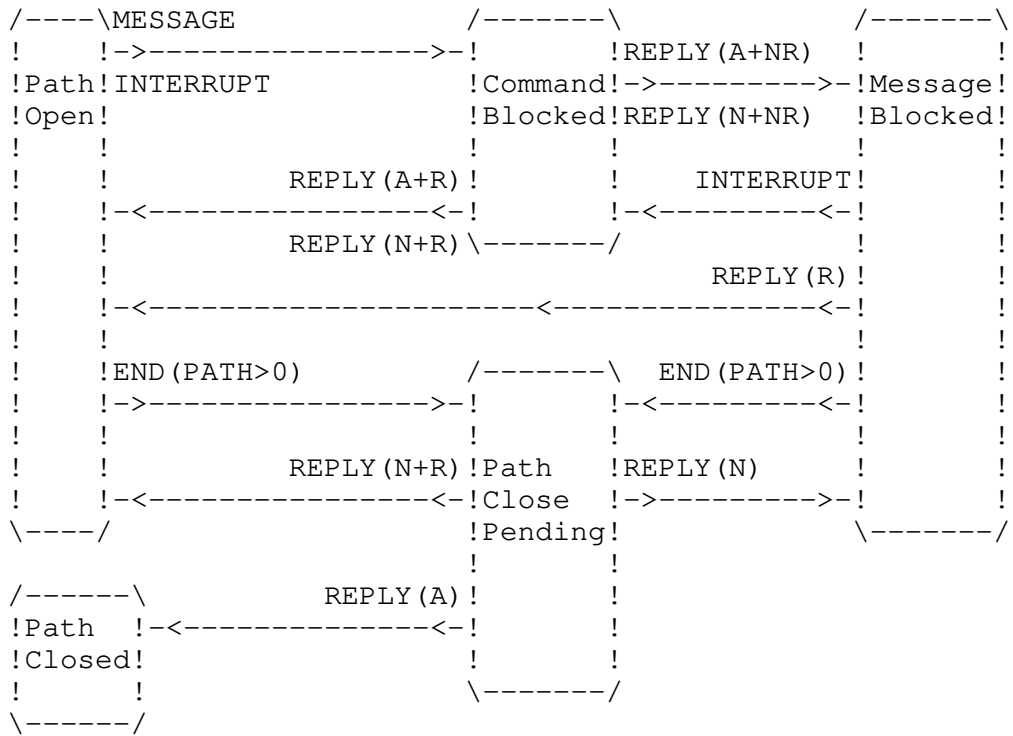 /----\MESSAGE              /-------\             /-------\
!    !->---------------->-!       !REPLY(A+NR)  !       !
!Path!INTERRUPT            !Command!->--------->-!Message!
!Open!                     !Blocked!REPLY(N+NR)  !Blocked!
!    !                     !       !             !       !
!    !          REPLY(A+R)!       !    INTERRUPT!       !
!    !-<----------------<-!       !-<---------<-!       !
!    !          REPLY(N+R)\-------/             !       !
!    !                                  REPLY(R)!       !
!    !-<----------------------<---------------<-!       !
!    !                                          !       !
!    !END(PATH>0)          /-------\  END(PATH>0)!       !
!    !->---------------->-!       !-<---------<-!       !
!    !                     !       !             !       !
!    !          REPLY(N+R)!Path   !REPLY(N)     !       !
!    !-<----------------<-!Close  !->--------->-!       !
\----/                     !Pending!             \-------/
                           !       !
/------\          REPLY(A)!       !
!Path  !-<--------------<-!       !
!Closed!                   !       !
!      !                   \-------/
\------/